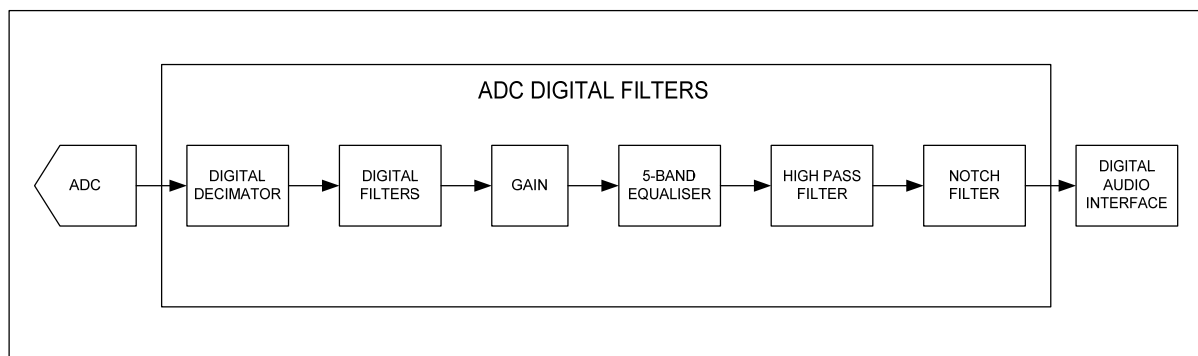 ADC DIGITAL FILTERS
ADC
DIGITAL
DECIMATOR
DIGITAL
FILTERS
GAIN
5-BAND
EQUALISER
HIGH PASS
FILTER
NOTCH
FILTER
DIGITAL
AUDIO
INTERFACE